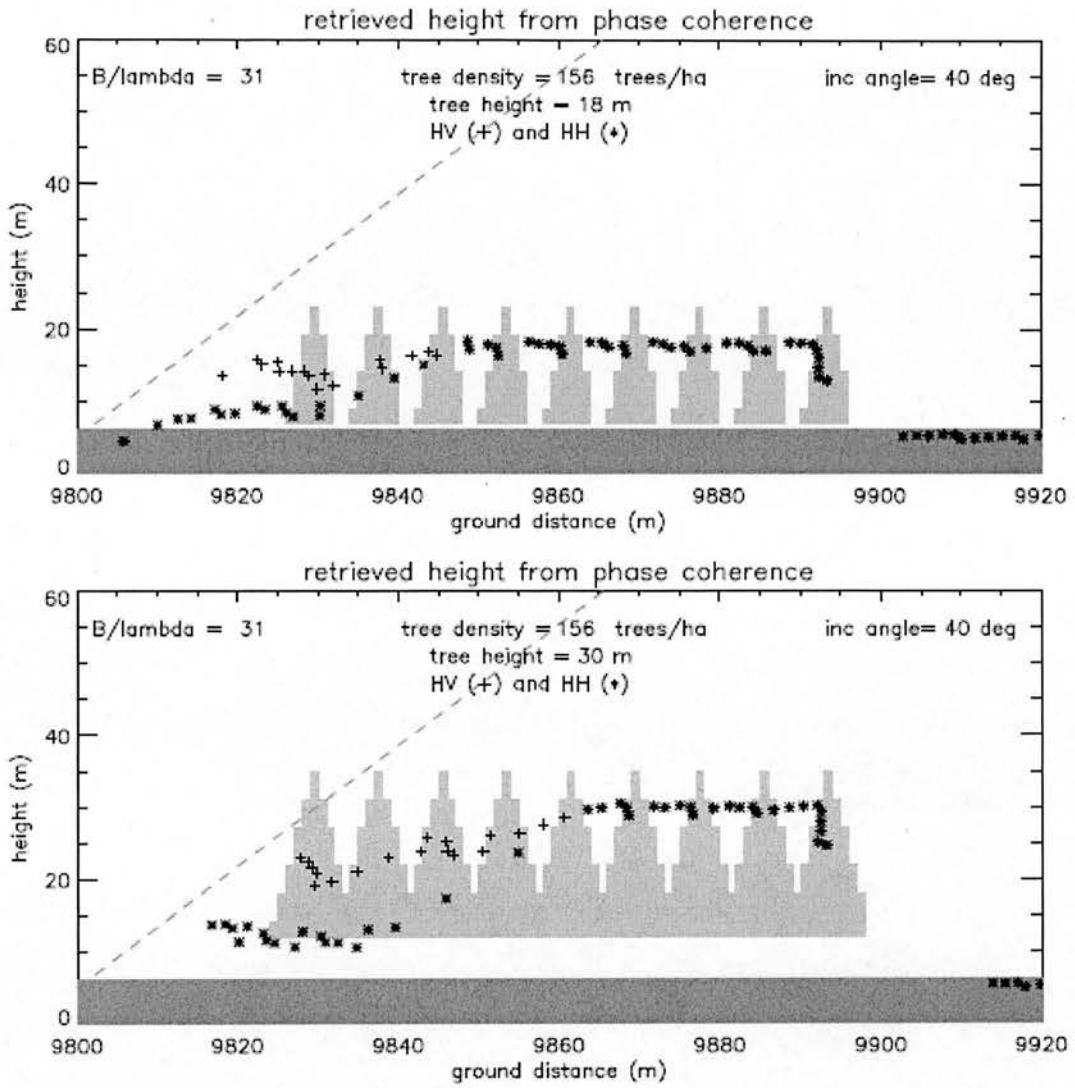 retrieved height from phase coherence
60
B/lambda = 31 tree density = 156 trees/ha inc angle= 40 deg
tree height = 18 m
HV (+) and HH (*)
40
height (m)
20
0
9800 9820 9840 9860 9880 9900 9920
ground distance (m)
retrieved height from phase coherence
60
B/lambda = 31 tree density = 156 trees/ha inc angle= 40 deg
tree height = 30 m
HV (+) and HH (*)
40
height (m)
20
0
9800 9820 9840 9860 9880 9900 9920
ground distance (m)